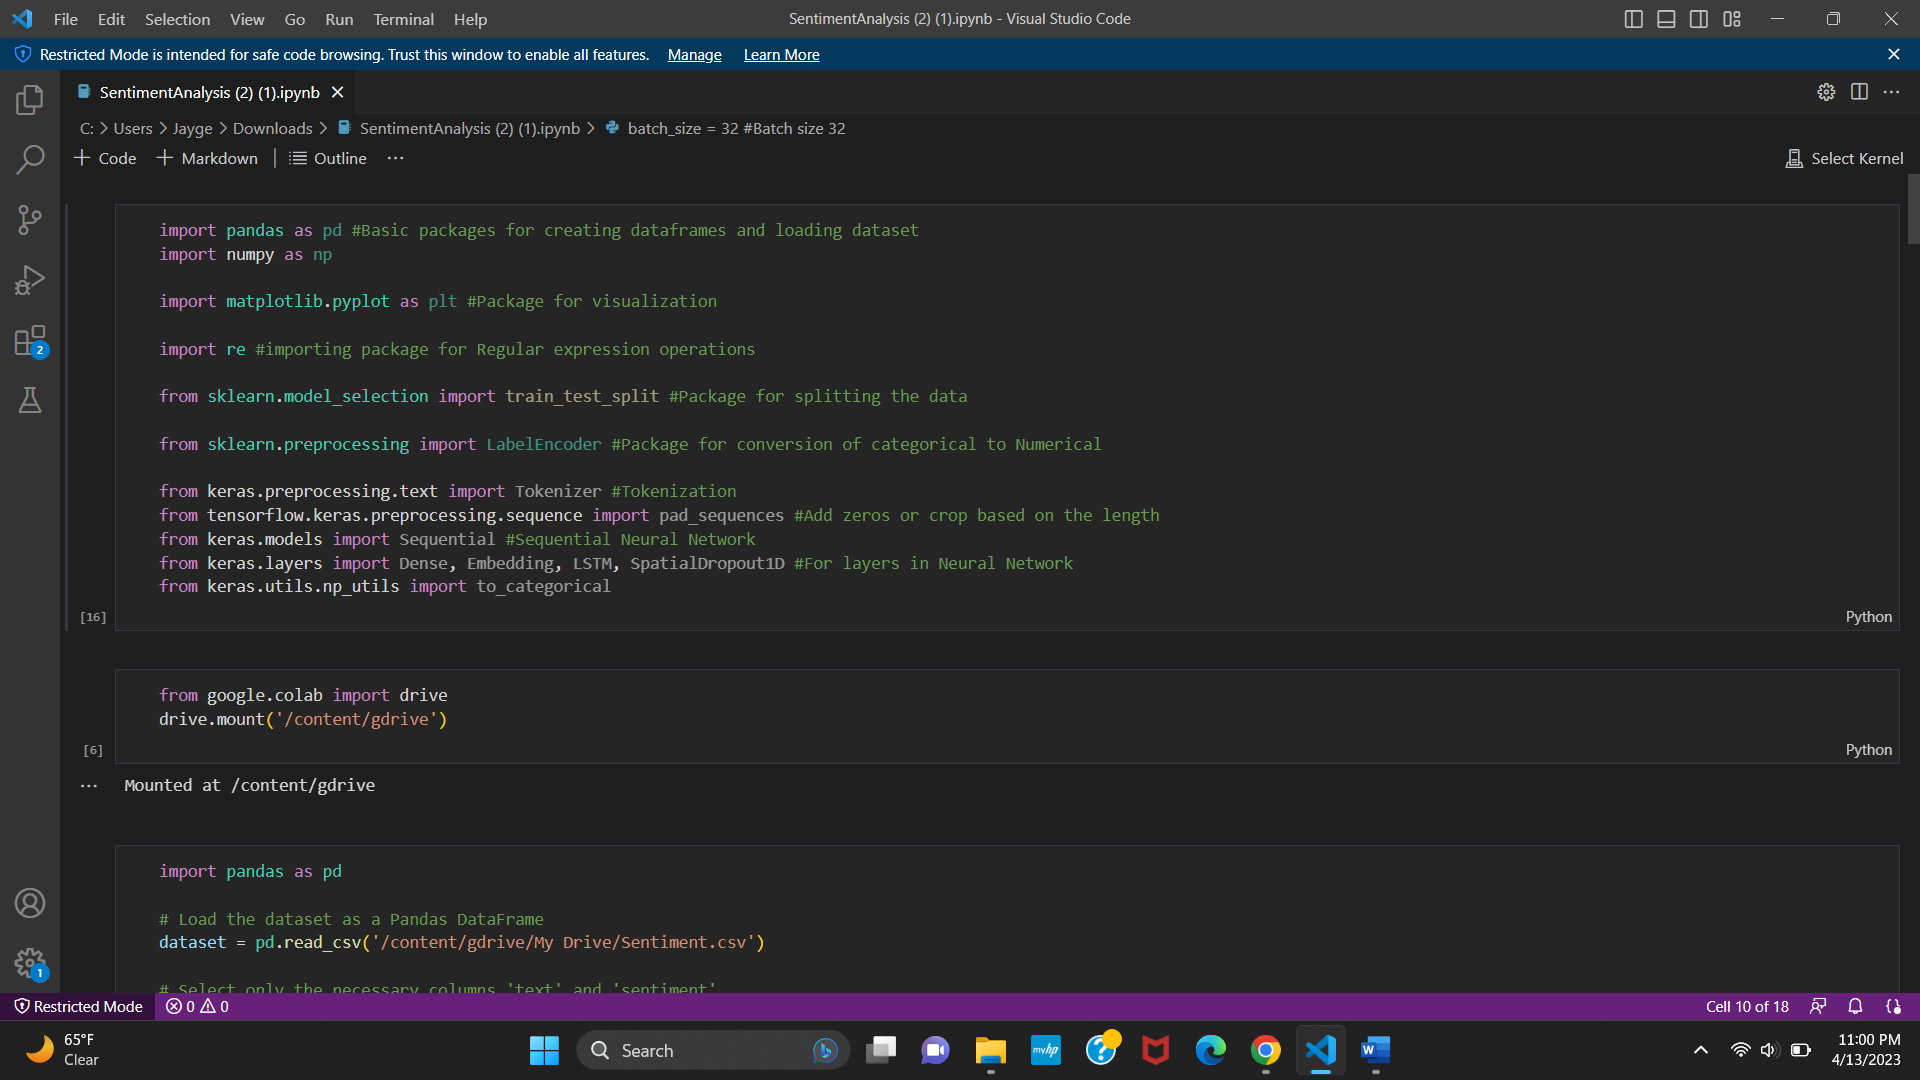 File Edit Selection View Go Run Terminal Help SentimentAnalysis (2) (1).ipynb - Visual Studio Code
Restricted Mode is intended for safe code browsing. Trust this window to enable all features. Manage Learn More
SentimentAnalysis (2) (1).ipynb
C: > Users > Jayge > Downloads > SentimentAnalysis (2) (1).ipynb > batch_size = 32 #Batch size 32
+ Code + Markdown | Outline ... Select Kernel
import pandas as pd #Basic packages for creating dataframes and loading dataset
import numpy as np
import matplotlib.pyplot as plt #Package for visualization
import re #importing package for Regular expression operations
from sklearn.model_selection import train_test_split #Package for splitting the data
from sklearn.preprocessing import LabelEncoder #Package for conversion of categorical to Numerical
from keras.preprocessing.text import Tokenizer #Tokenization
from tensorflow.keras.preprocessing.sequence import pad_sequences #Add zeros or crop based on the length
from keras.models import Sequential #Sequential Neural Network
from keras.layers import Dense, Embedding, LSTM, SpatialDropout1D #For layers in Neural Network
from keras.utils.np_utils import to_categorical
[16] Python
from google.colab import drive
drive.mount('/content/gdrive')
[6] Python
... Mounted at /content/gdrive
import pandas as pd
# Load the dataset as a Pandas DataFrame
dataset = pd.read_csv('/content/gdrive/My Drive/Sentiment.csv')
# Select only the necessary columns 'text' and 'sentiment'
2
1
Restricted Mode 0 0 Cell 10 of 18
65°F
Clear
Search
myhp
W
11:00 PM
4/13/2023